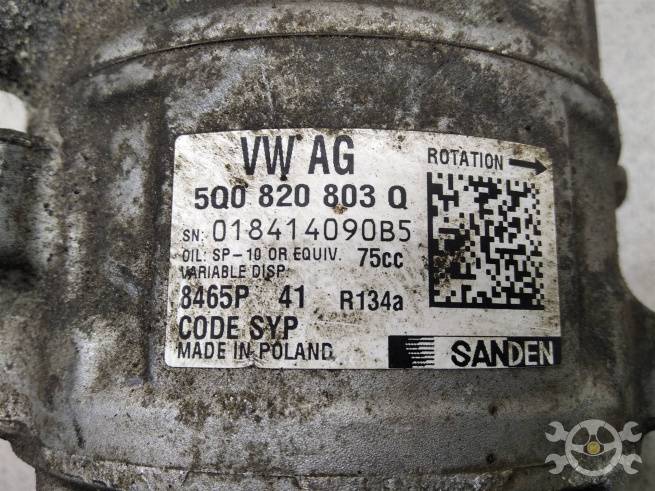 VW AG
ROTATION
5Q0 820 803 Q
SN: 018414090B5
OIL: SP-10 OR EQUIV. 75cc
VARIABLE DISP.
8465P 41 R134a
CODE SYP
MADE IN POLAND
SANDEN